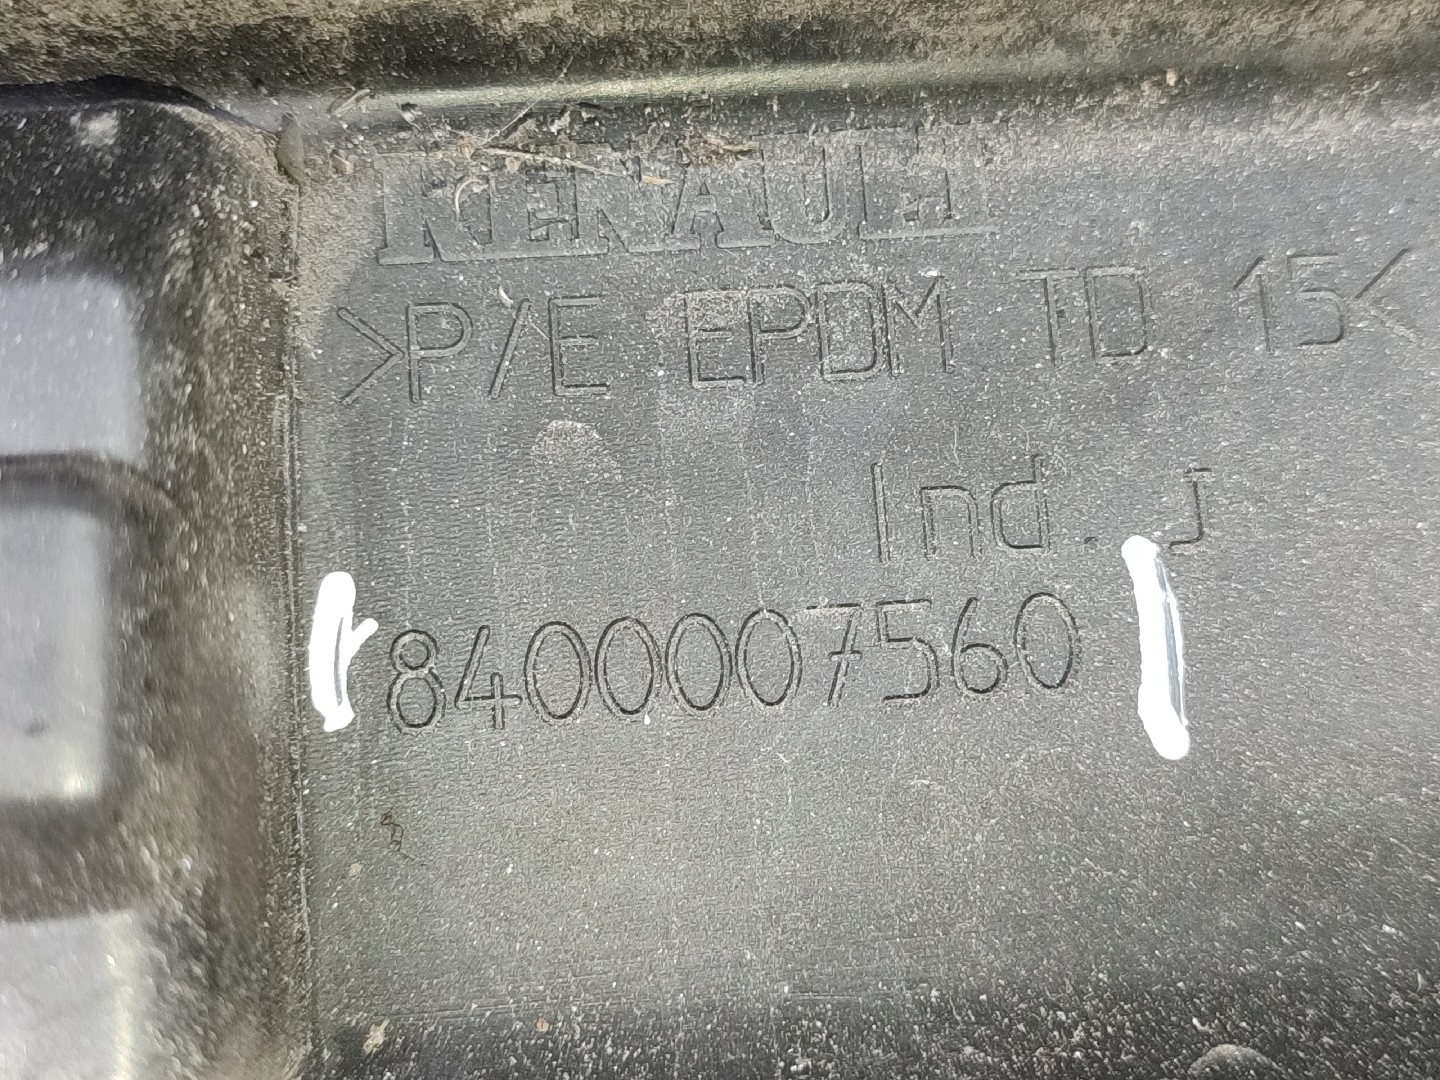 RENAULT
>P/E EPDM TD 15<
Ind. J
8400007560